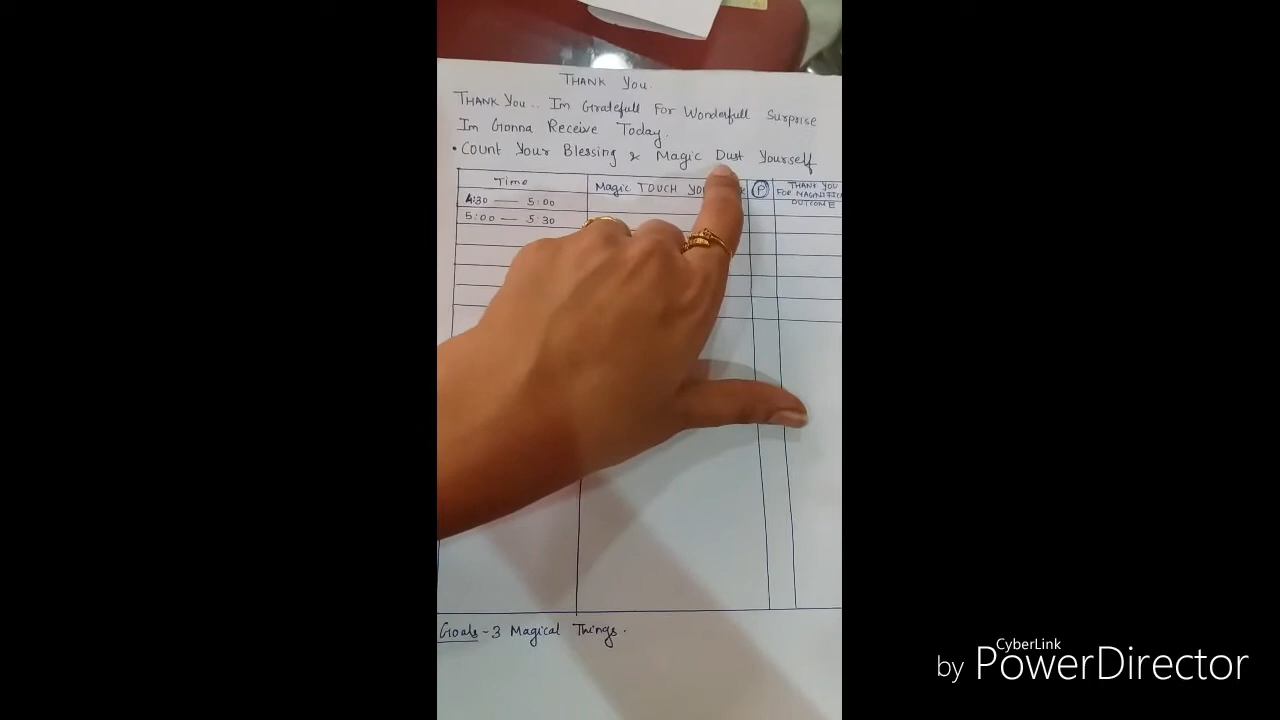 THANK YOU.
THANK YOU.. Im Gratefull For Wonderfull Surprise
Im Gonna Receive Today.
• Count Your Blessing & Magic Dust Yourself
Time
Magic TOUCH
P
THANK YOU
FOR
OUTCOME
4:30 — 5:00
5:00 — 5:30
Goals - 3 Magical Things.
CyberLink
by PowerDirector